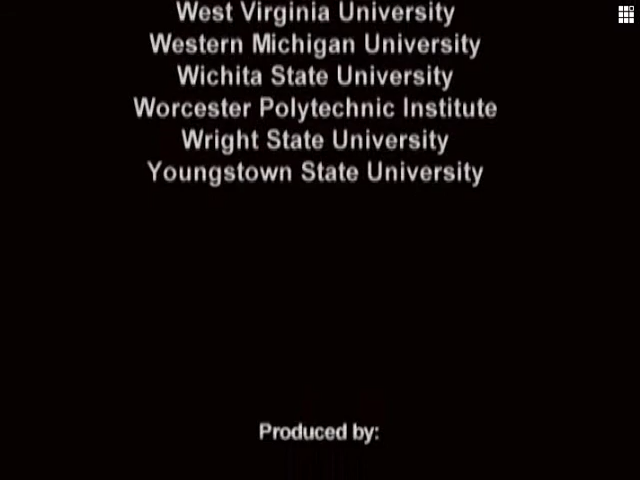 West Virginia University
Western Michigan University
Wichita State University
Worcester Polytechnic Institute
Wright State University
Youngstown State University
Produced by: